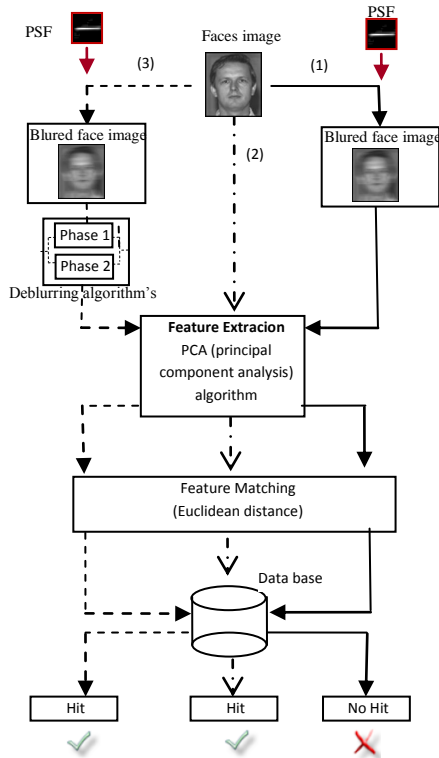 PSF
PSF
Faces image
(3)
(1)
(2)
Blured face image
Blured face image
Phase 1
Phase 2
Deblurring algorithm's
Feature Extracion
PCA (principal
component analysis)
algorithm
Feature Matching
(Euclidean distance)
Data base
Hit
Hit
No Hit